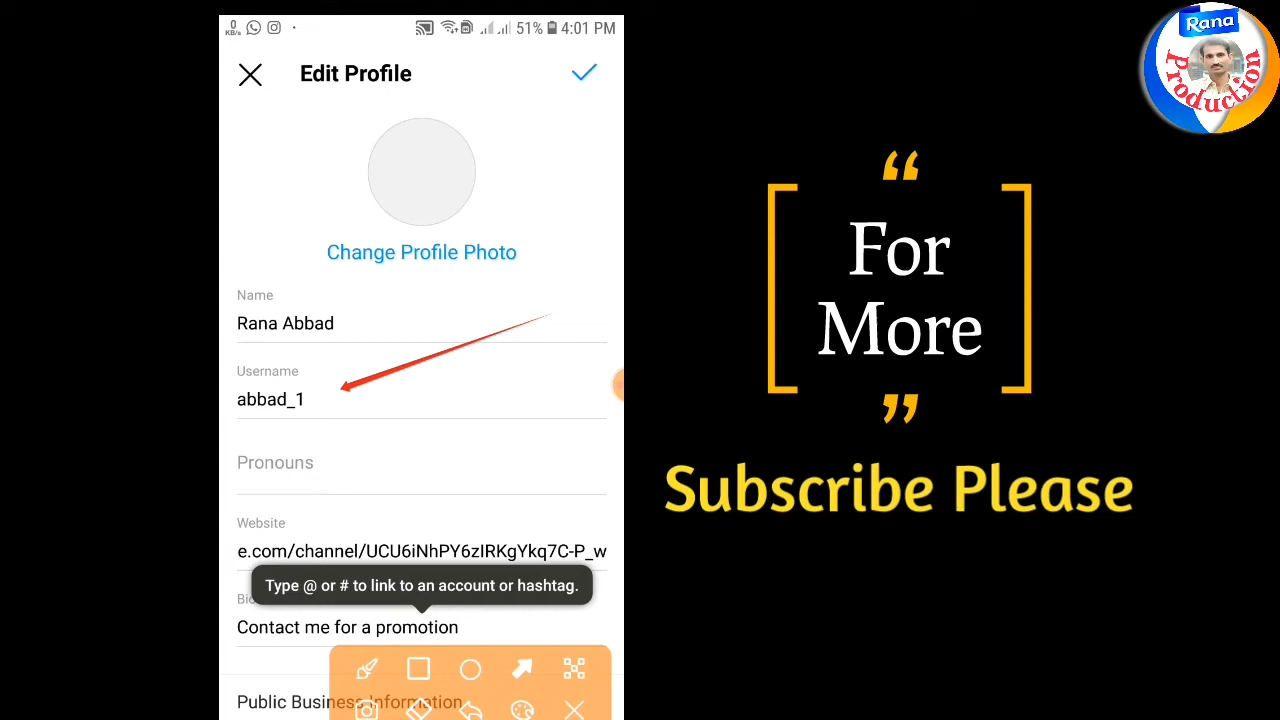 0
KB/s
51% 4:01 PM
Edit Profile
Change Profile Photo
Name
Rana Abbad
Username
abbad_1
Pronouns
Website
e.com/channel/UCU6iNhPY6zIRKgYkq7C-P_w
Type @ or # to link to an account or hashtag.
Contact me for a promotion
Public Business Information
Rana
Production
“
For
More
”
Subscribe Please